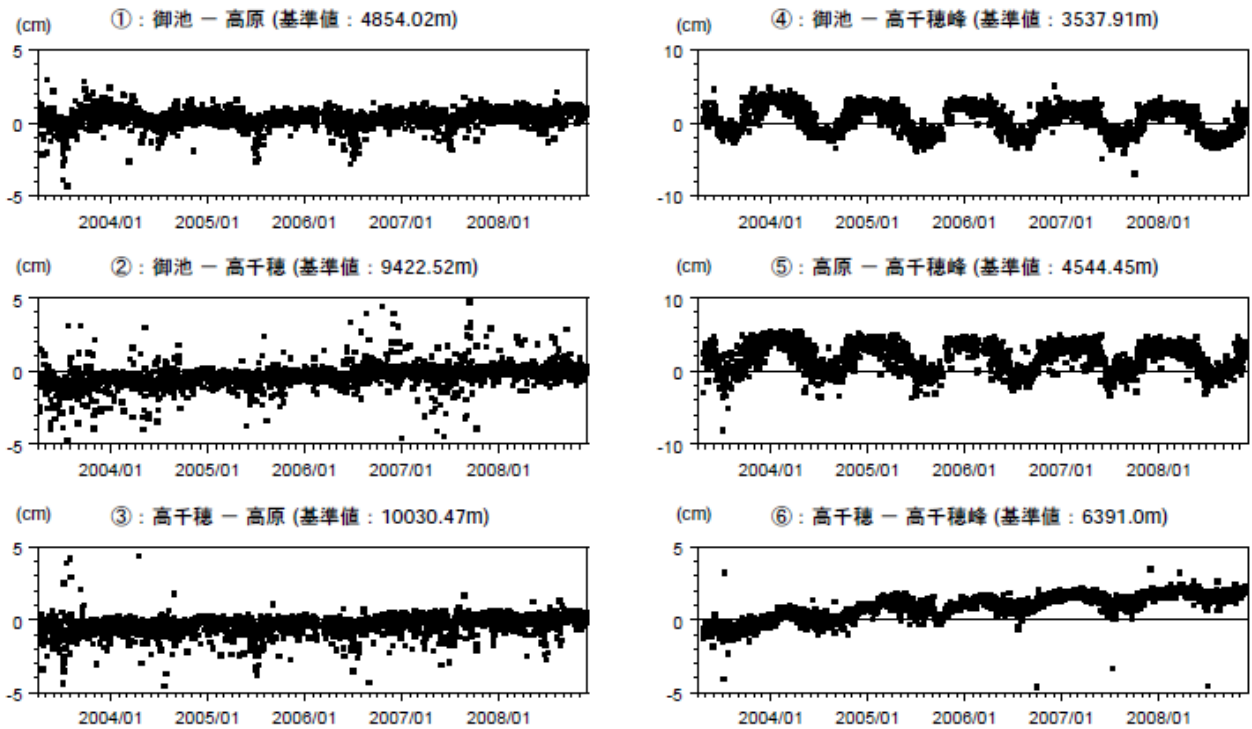 (cm) ①：御池 － 高原 (基準値：4854.02m)
5
0
-5
2004/01 2005/01 2006/01 2007/01 2008/01
(cm) ②：御池 － 高千穂 (基準値：9422.52m)
5
0
-5
2004/01 2005/01 2006/01 2007/01 2008/01
(cm) ③：高千穂 － 高原 (基準値：10030.47m)
5
0
-5
2004/01 2005/01 2006/01 2007/01 2008/01
(cm) ④：御池 － 高千穂峰 (基準値：3537.91m)
10
0
-10
2004/01 2005/01 2006/01 2007/01 2008/01
(cm) ⑤：高原 － 高千穂峰 (基準値：4544.45m)
10
0
-10
2004/01 2005/01 2006/01 2007/01 2008/01
(cm) ⑥：高千穂 － 高千穂峰 (基準値：6391.0m)
5
0
-5
2004/01 2005/01 2006/01 2007/01 2008/01